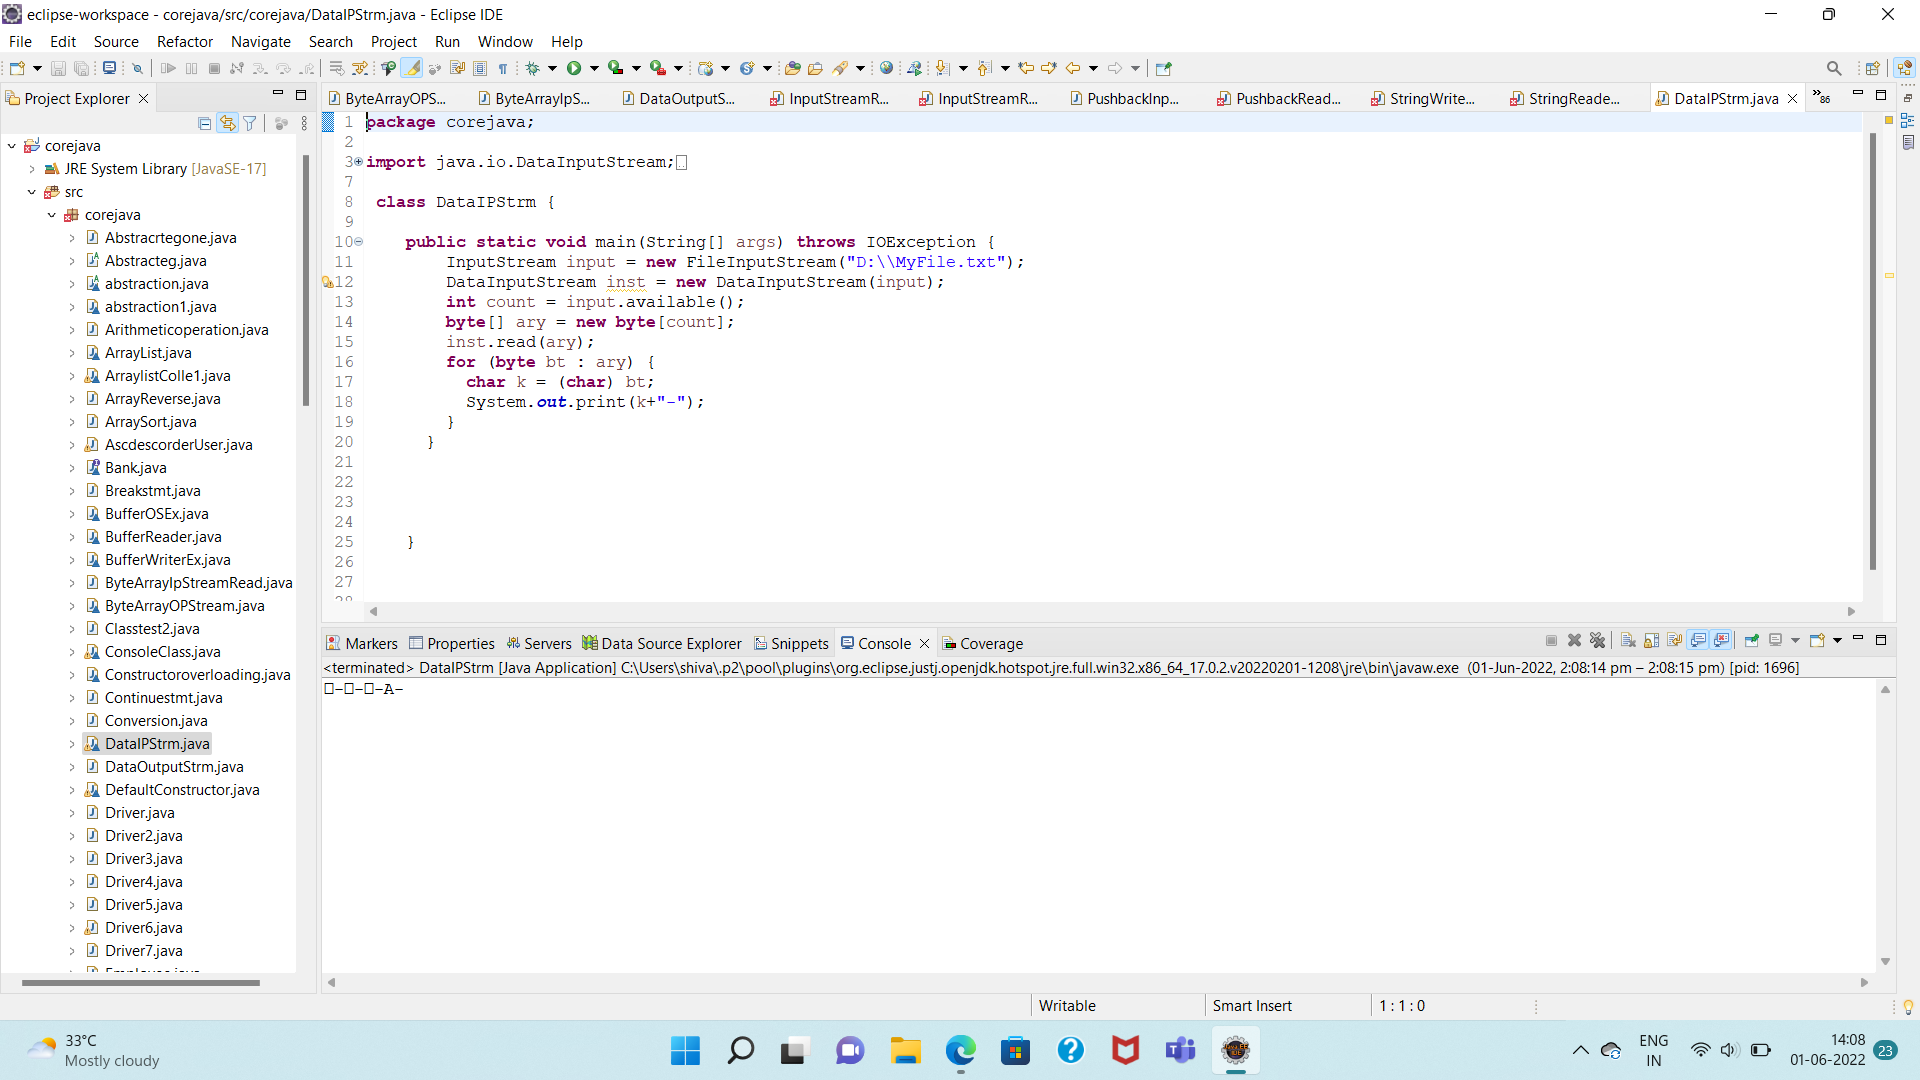 eclipse-workspace - corejava/src/corejava/DataIPStrm.java - Eclipse IDE
File Edit Source Refactor Navigate Search Project Run Window Help
Project Explorer
ByteArrayOPS... ByteArrayIpS... DataOutputS... InputStreamR... InputStreamR... PushbackInp... PushbackRead... StringWrite... StringReade... DataIPStrm.java »86
corejava
JRE System Library [JavaSE-17]
src
corejava
Abstracrtegone.java
Abstracteg.java
abstraction.java
abstraction1.java
Arithmeticoperation.java
ArrayList.java
ArraylistColle1.java
ArrayReverse.java
ArraySort.java
AscdescorderUser.java
Bank.java
Breakstmt.java
BufferOSEx.java
BufferReader.java
BufferWriterEx.java
ByteArrayIpStreamRead.java
ByteArrayOPStream.java
Classtest2.java
ConsoleClass.java
Constructoroverloading.java
Continuestmt.java
Conversion.java
DataIPStrm.java
DataOutputStrm.java
DefaultConstructor.java
Driver.java
Driver2.java
Driver3.java
Driver4.java
Driver5.java
Driver6.java
Driver7.java
1 package corejava;
2
3 import java.io.DataInputStream;
7
8 class DataIPStrm {
9
10 public static void main(String[] args) throws IOException {
11 InputStream input = new FileInputStream("D:\\MyFile.txt");
12 DataInputStream inst = new DataInputStream(input);
13 int count = input.available();
14 byte[] ary = new byte[count];
15 inst.read(ary);
16 for (byte bt : ary) {
17 char k = (char) bt;
18 System.out.print(k+"-");
19 }
20 }
21
22
23
24
25 }
26
27
Markers Properties Servers Data Source Explorer Snippets Console Coverage
<terminated> DataIPStrm [Java Application] C:\Users\shiva\.p2\pool\plugins\org.eclipse.justj.openjdk.hotspot.jre.full.win32.x86_64_17.0.2.v20220201-1208\jre\bin\javaw.exe (01-Jun-2022, 2:08:14 pm – 2:08:15 pm) [pid: 1696]
□-□-□-A-
Writable Smart Insert 1 : 1 : 0
33°C
Mostly cloudy
ENG
IN
14:08
01-06-2022
23